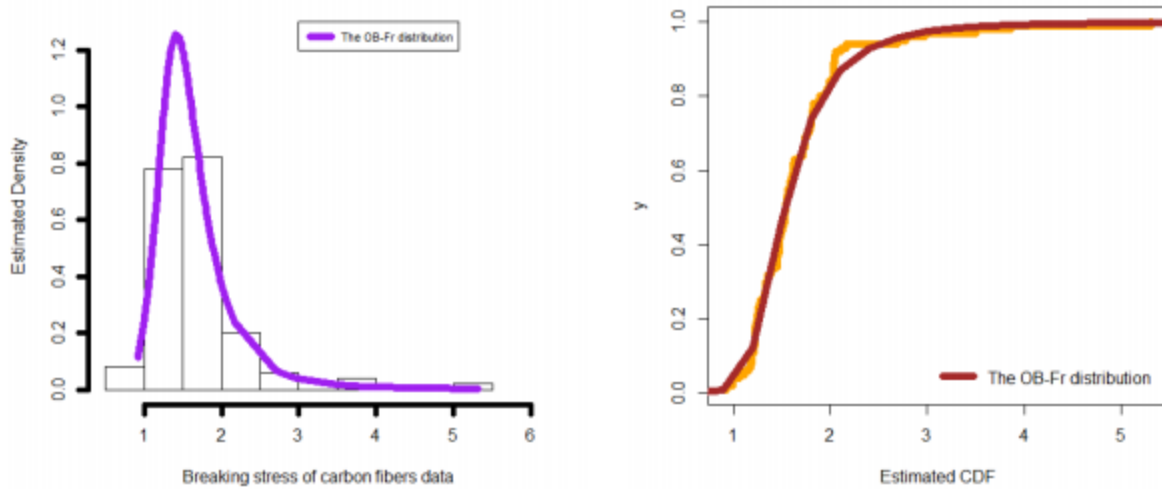 The OB-Fr distribution
Estimated Density
0.0 0.2 0.4 0.6 0.8 1.0 1.2
1 2 3 4 5 6
Breaking stress of carbon fibers data
y
0.0 0.2 0.4 0.6 0.8 1.0
The OB-Fr distribution
1 2 3 4 5
Estimated CDF